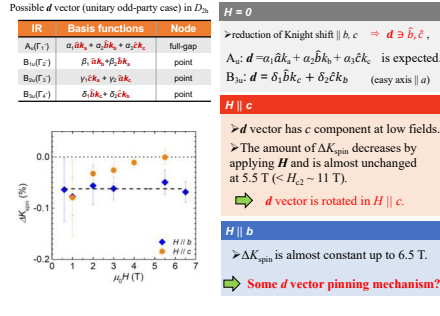 Possible d vector (unitary odd-party case) in D2h
IR Basis functions Node
Au(Γ1-) α1âka + α2b̂kb + α3ĉkc full-gap
B1u(Γ2-) β1âkb+β2b̂ka point
B2u(Γ3-) γ1ĉka + γ2âkc point
B3u(Γ4-) δ1b̂kc + δ2ĉkb point
0.0
-0.1
-0.2
ΔKspin (%)
H // b
H // c
0 1 2 3 4 5 6 7
μ0H (T)
H = 0
➢reduction of Knight shift ∥ b, c ⇒ d ∋ b̂, ĉ ,
Au: d =α1âka + α2b̂kb + α3ĉkc is expected.
B3u: d = δ1b̂kc + δ2ĉkb (easy axis ∥ a)
H ∥ c
➢d vector has c component at low fields.
➢The amount of ΔKspin decreases by
applying H and is almost unchanged
at 5.5 T (< Hc2 ~ 11 T).
d vector is rotated in H ∥ c.
H ∥ b
➢ΔKspin is almost constant up to 6.5 T.
Some d vector pinning mechanism?